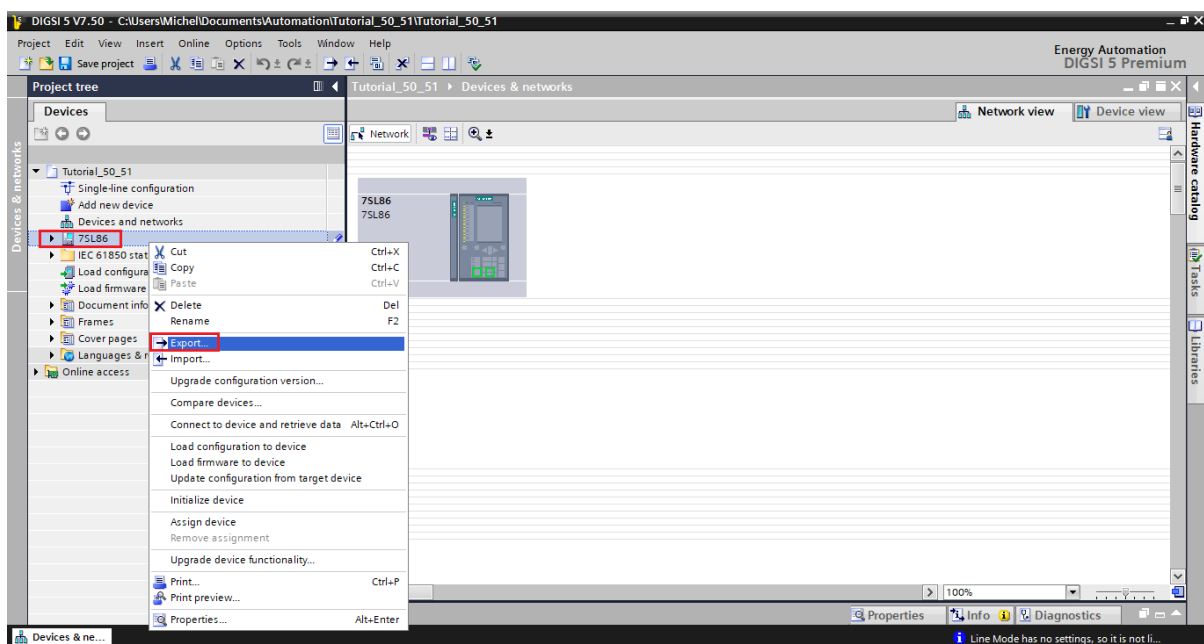 DIGSI 5 V7.50 - C:\Users\Michel\Documents\Automation\Tutorial_50_51\Tutorial_50_51
Project Edit View Insert Online Options Tools Window Help
Save project
Energy Automation
DIGSI 5 Premium
Project tree
Tutorial_50_51 Devices & networks
Devices
Network view
Device view
Network
Devices & networks
Tutorial_50_51
Single-line configuration
Add new device
Devices and networks
7SL86
IEC 61850 stat
Load configura
Load firmware
Document info
Frames
Cover pages
Languages & r
Online access
7SL86
7SL86
Cut Ctrl+X
Copy Ctrl+C
Paste Ctrl+V
Delete Del
Rename F2
Export...
Import...
Upgrade configuration version...
Compare devices...
Connect to device and retrieve data Alt+Ctrl+O
Load configuration to device
Load firmware to device
Update configuration from target device
Initialize device
Assign device
Remove assignment
Upgrade device functionality...
Print... Ctrl+P
Print preview...
Properties... Alt+Enter
Hardware catalog
Tasks
Libraries
100%
Properties
Info
Diagnostics
Devices & ne...
Line Mode has no settings, so it is not li...